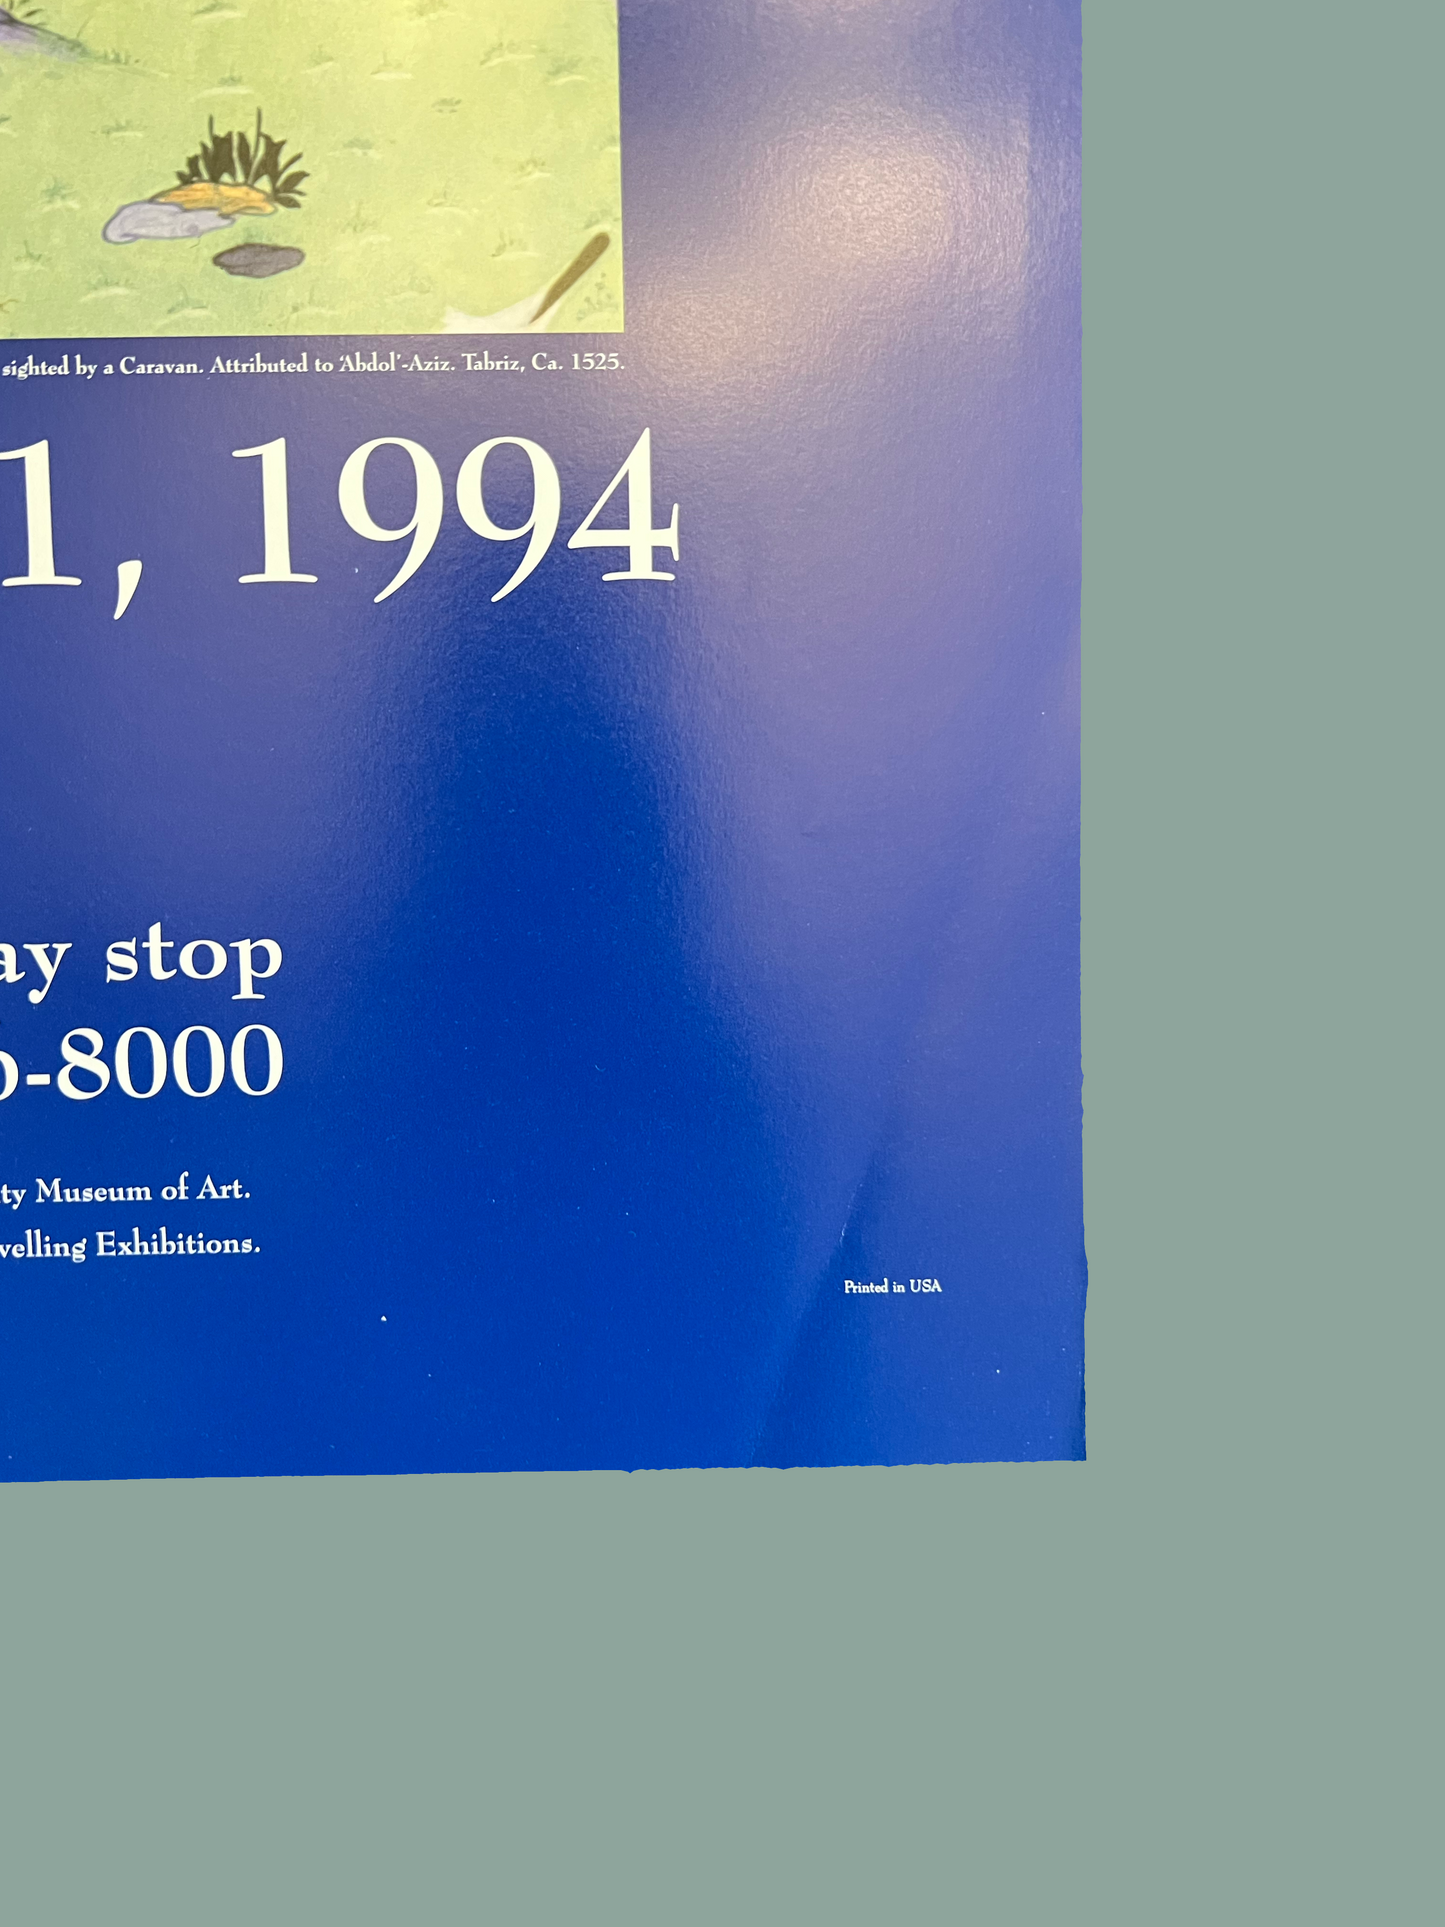 sighted by a Caravan. Attributed to 'Abdol'-Aziz. Tabriz, Ca. 1525.
1, 1994
ay stop
-8000
ty Museum of Art.
velling Exhibitions.
Printed in USA